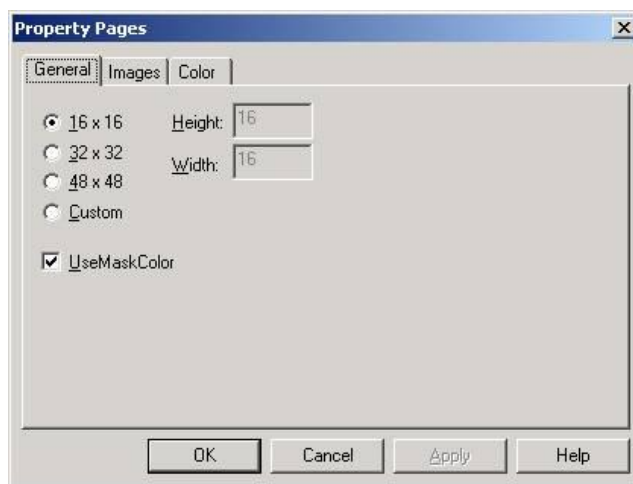 Property Pages
General Images Color
16 x 16 Height: 16
32 x 32
Width: 16
48 x 48
Custom
UseMaskColor
OK Cancel Apply Help